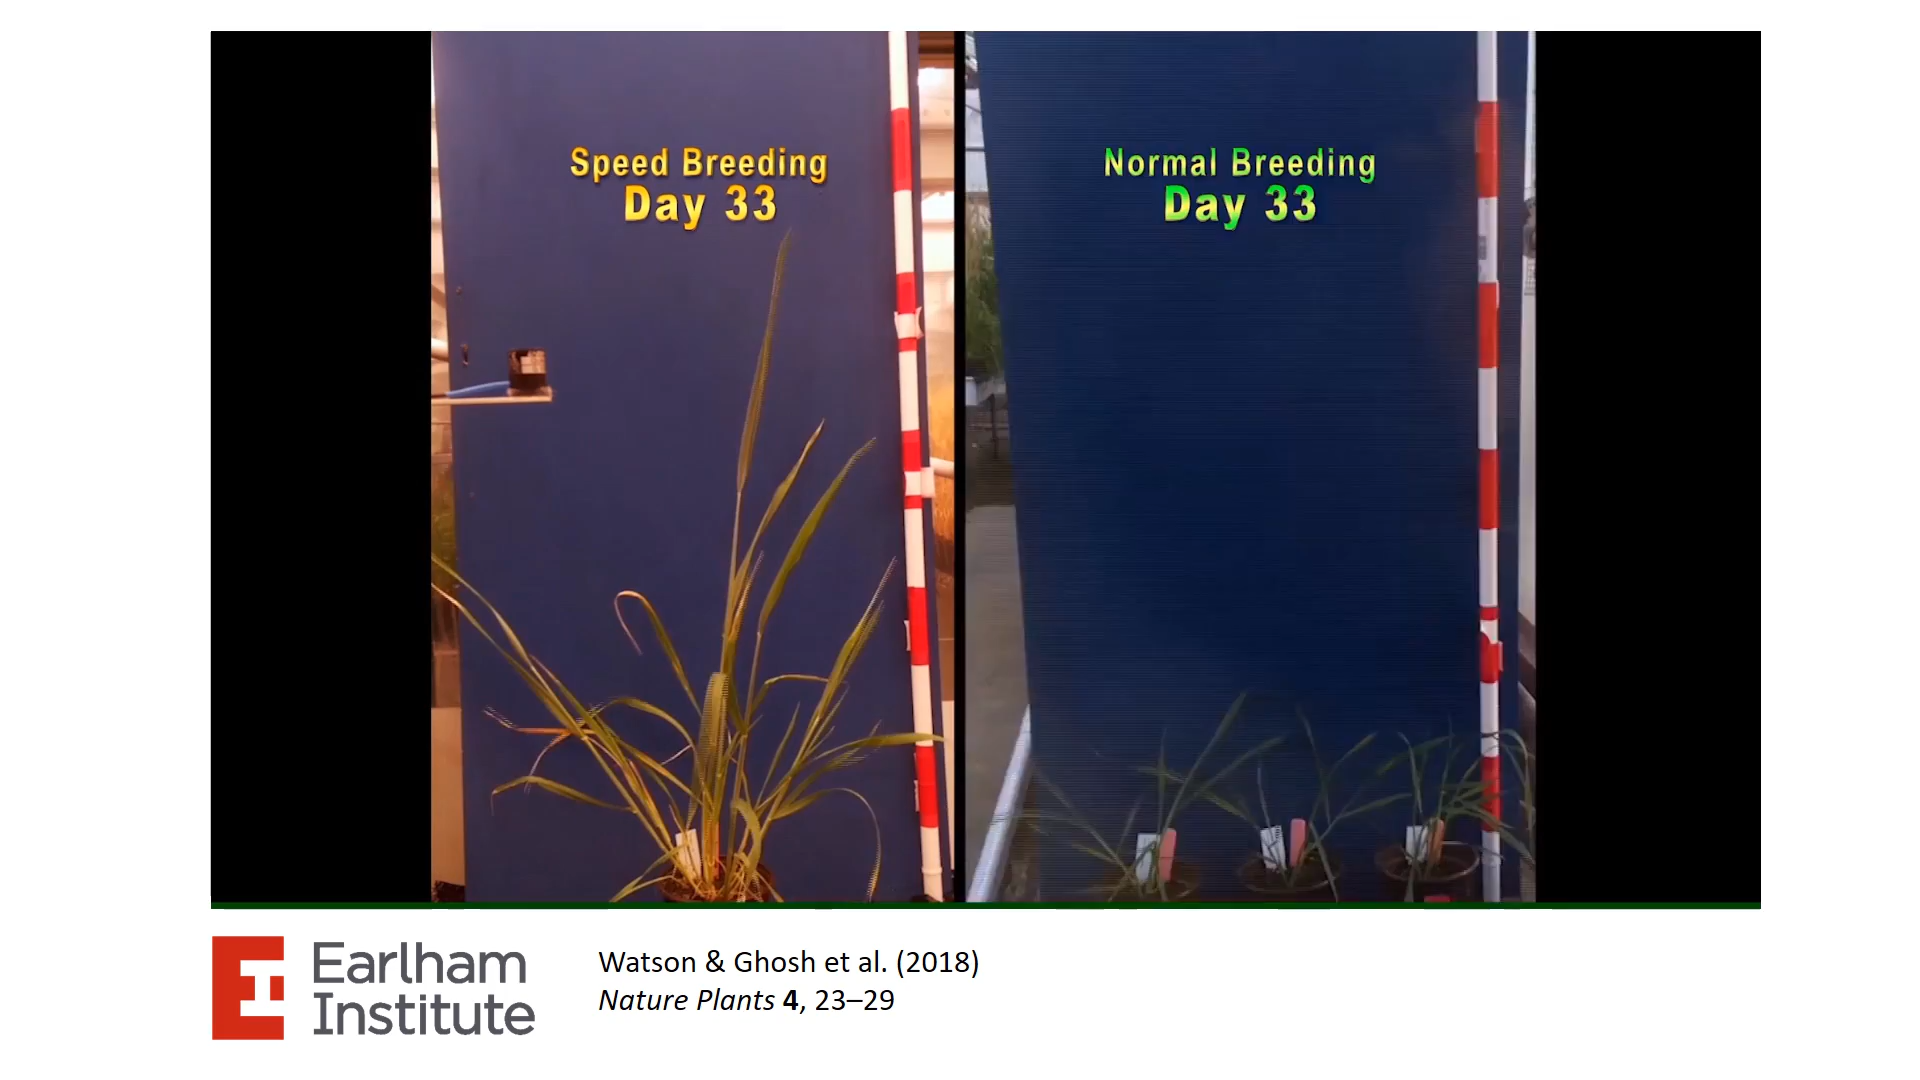 Speed Breeding
Day 33
Normal Breeding
Day 33
Earlham
Institute
Watson & Ghosh et al. (2018)
Nature Plants 4, 23–29